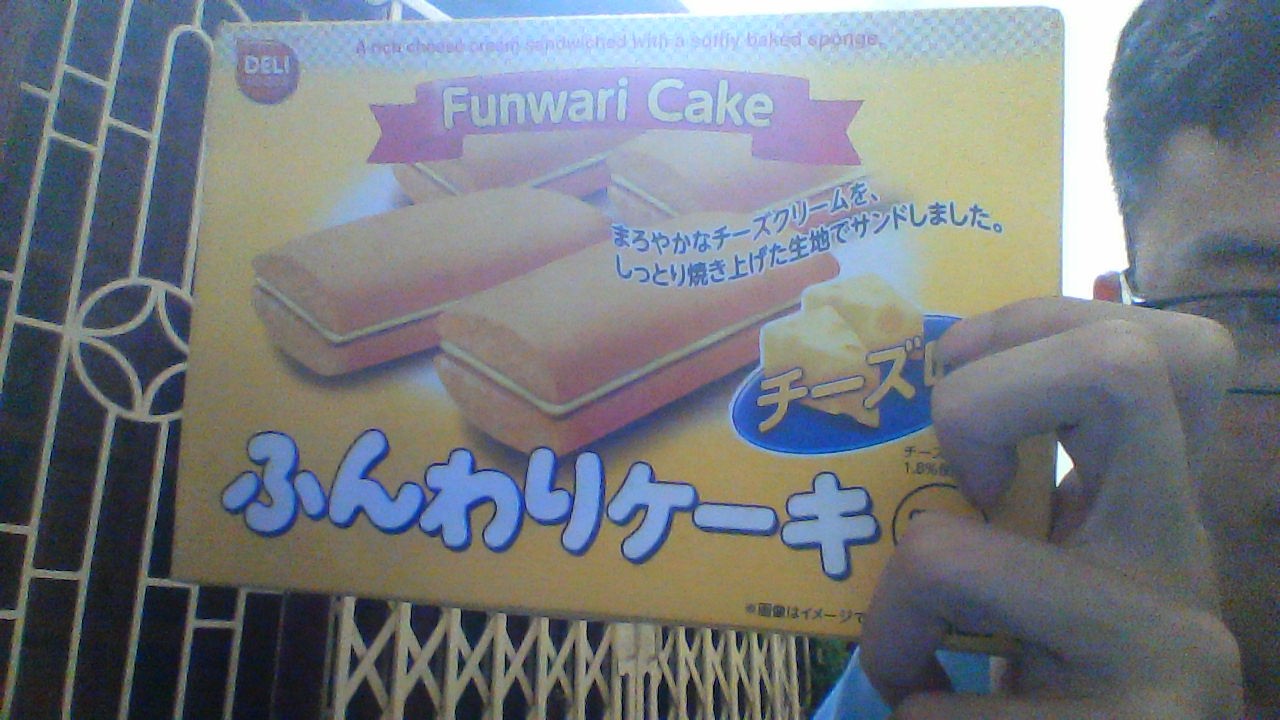 A rich cheese cream sandwiched with a softly baked sponge.
DELI
Funwari Cake
まろやかなチーズクリームを、
しっとり焼き上げた生地でサンドしました。
チーズ
ふんわりケーキ
チーズ
1.8%
※画像はイメージで